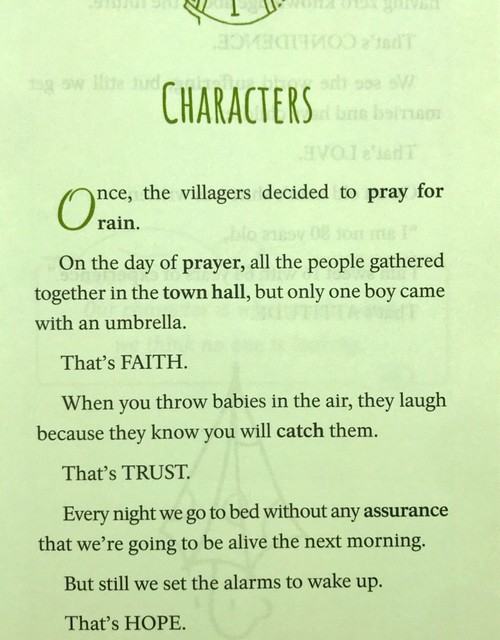 CHARACTERS
Once, the villagers decided to pray for
rain.
On the day of prayer, all the people gathered
together in the town hall, but only one boy came
with an umbrella.
That's FAITH.
When you throw babies in the air, they laugh
because they know you will catch them.
That's TRUST.
Every night we go to bed without any assurance
that we're going to be alive the next morning.
But still we set the alarms to wake up.
That's HOPE.